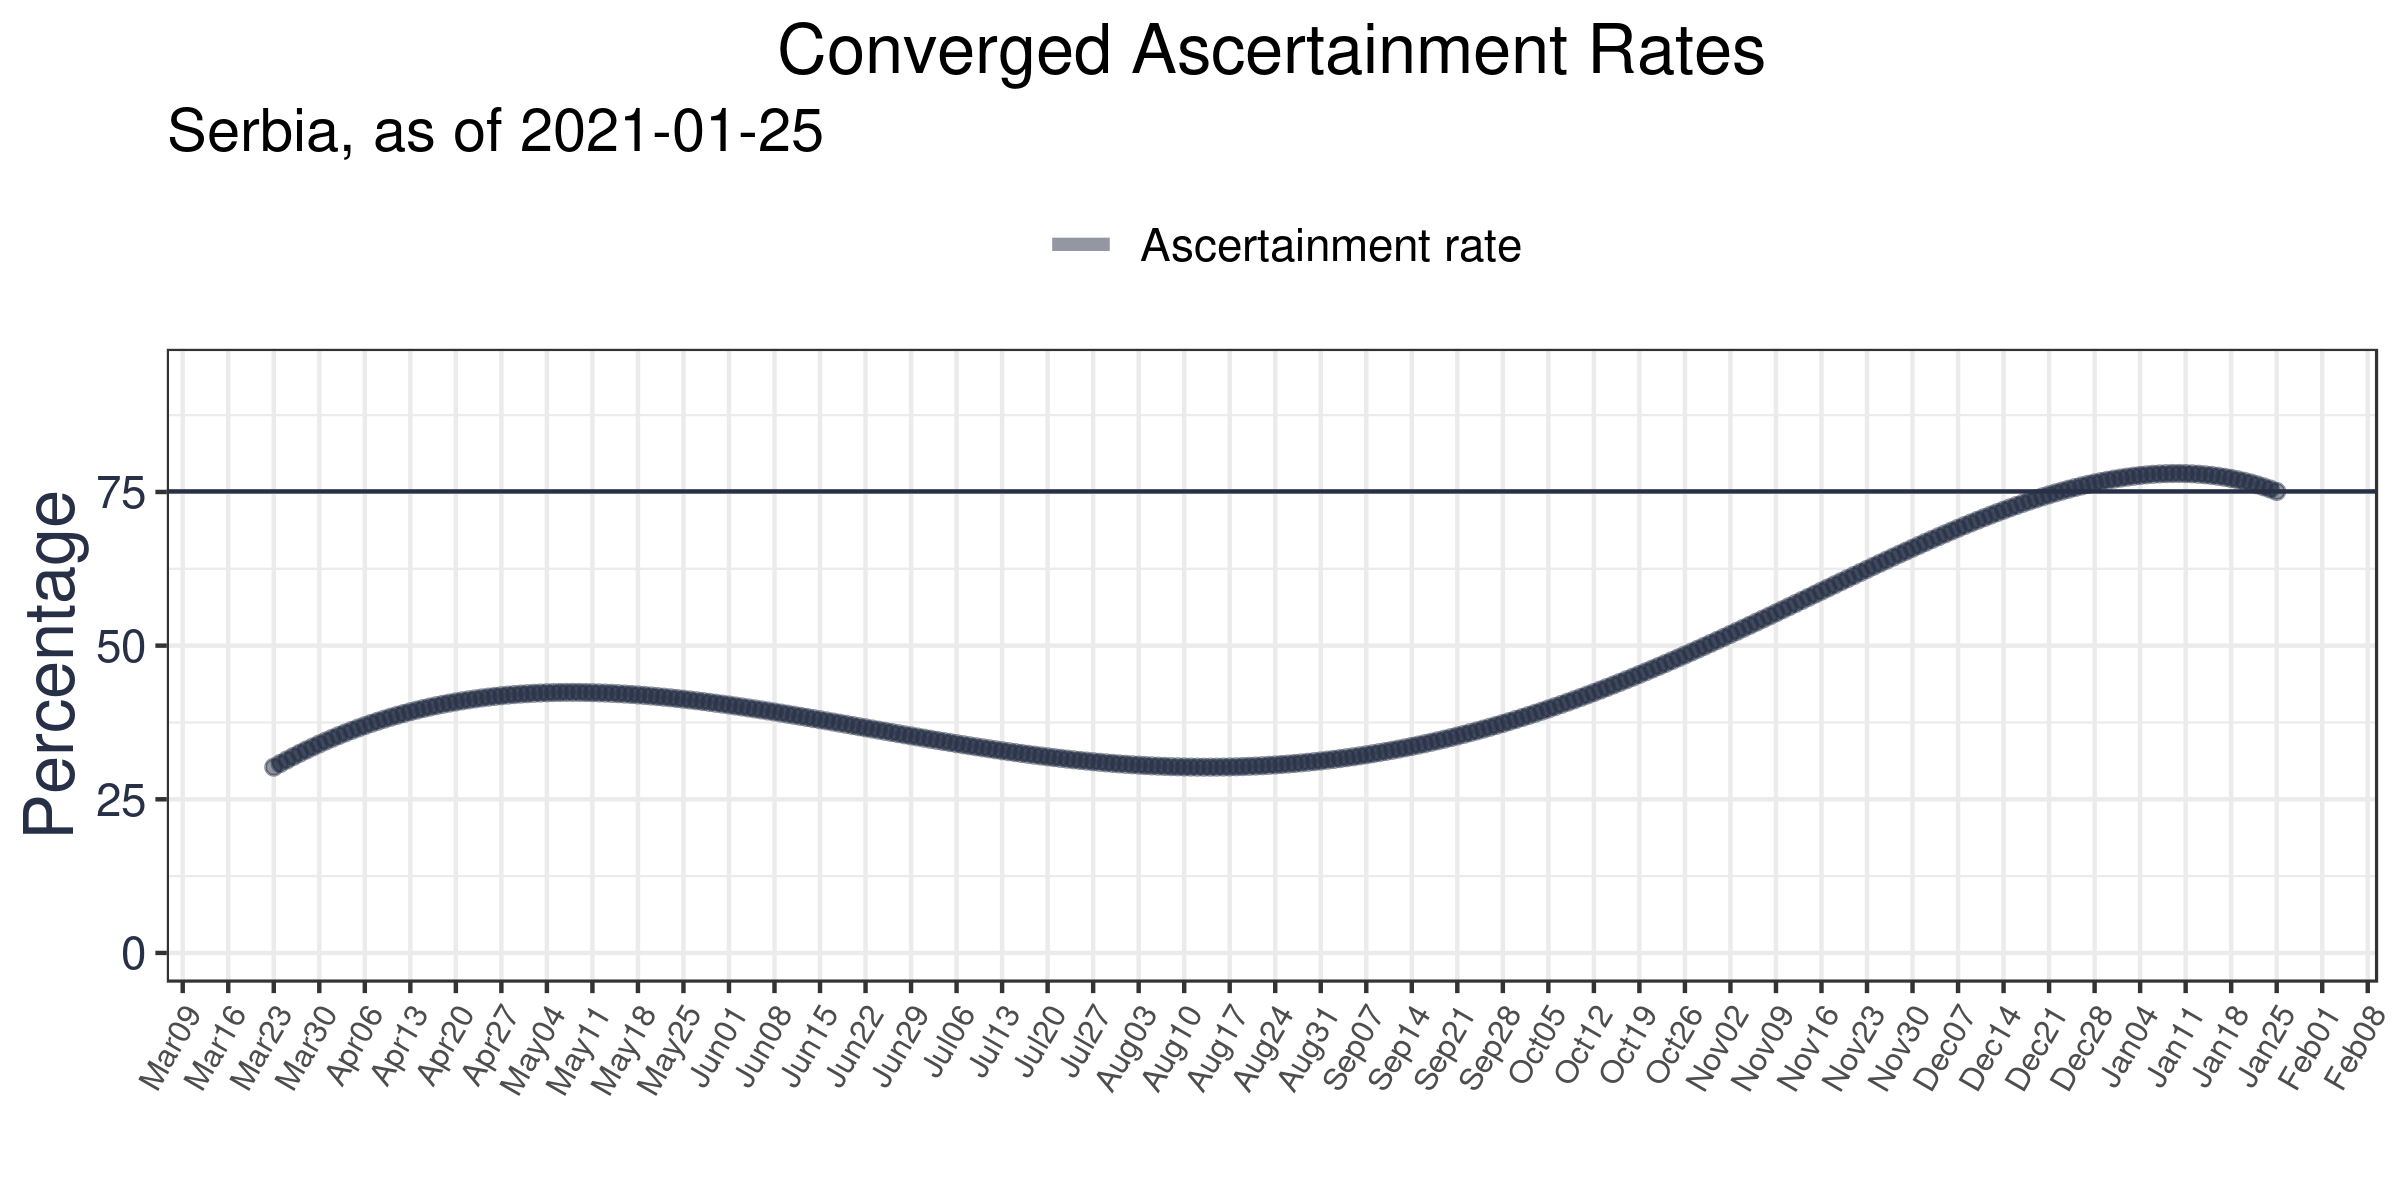 Converged Ascertainment Rates
Serbia, as of 2021-01-25
Ascertainment rate
Percentage
75
50
25
0
Mar09 Mar16 Mar23 Mar30 Apr06 Apr13 Apr20 Apr27 May04 May11 May18 May25 Jun01 Jun08 Jun15 Jun22 Jun29 Jul06 Jul13 Jul20 Jul27 Aug03 Aug10 Aug17 Aug24 Aug31 Sep07 Sep14 Sep21 Sep28 Oct05 Oct12 Oct19 Oct26 Nov02 Nov09 Nov16 Nov23 Nov30 Dec07 Dec14 Dec21 Dec28 Jan04 Jan11 Jan18 Jan25 Feb01 Feb08